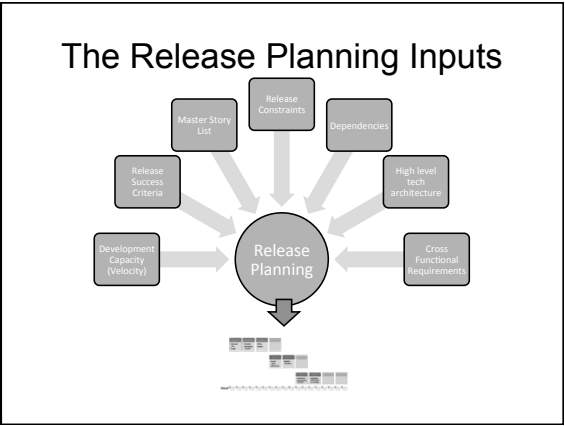 The Release Planning Inputs
Release
Constraints
Master Story
List
Dependencies
Release
Success
Criteria
High level
tech
architecture
Development
Capacity
(Velocity)
Release
Planning
Cross
Functional
Requirements